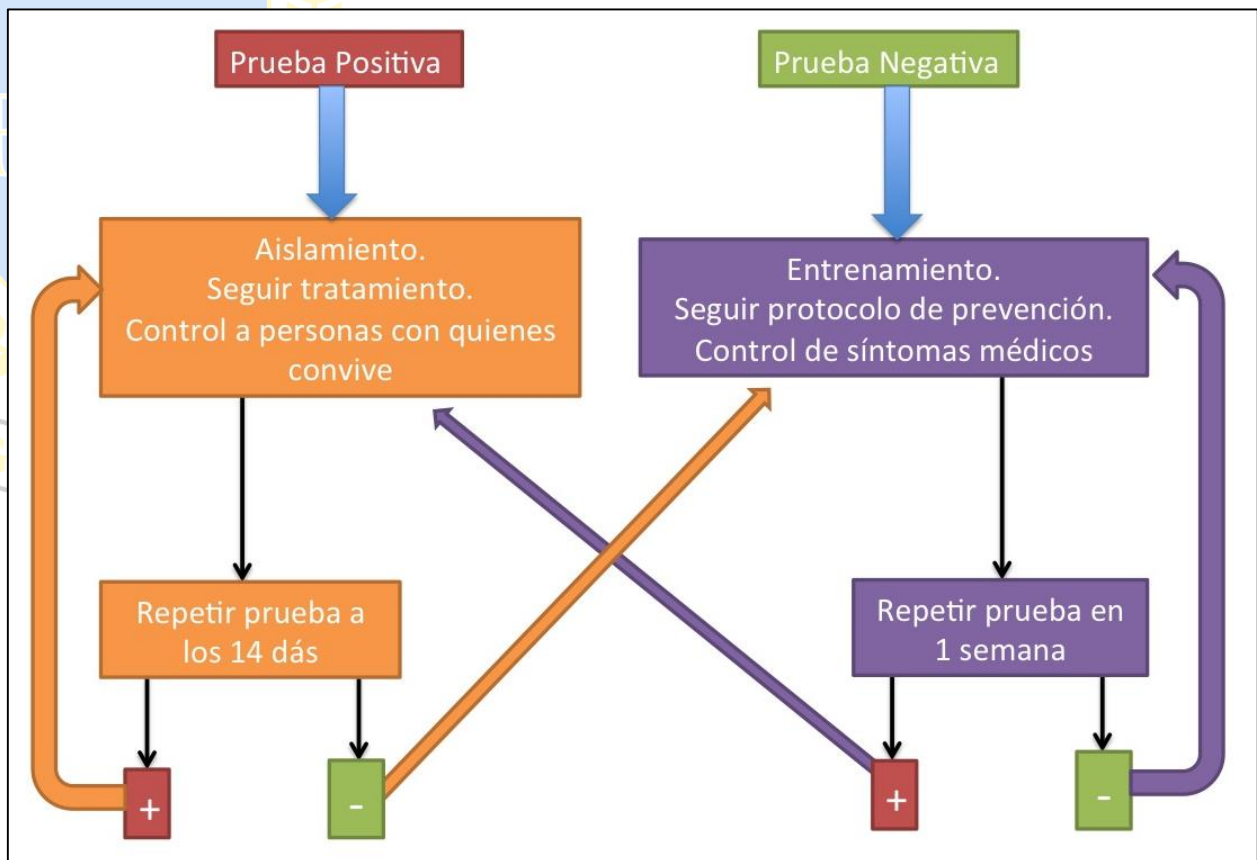 Prueba Positiva
Prueba Negativa
Aislamiento.
Seguir tratamiento.
Control a personas con quienes
convive
Entrenamiento.
Seguir protocolo de prevención.
Control de síntomas médicos
Repetir prueba a
los 14 dás
Repetir prueba en
1 semana
+
-
+
-